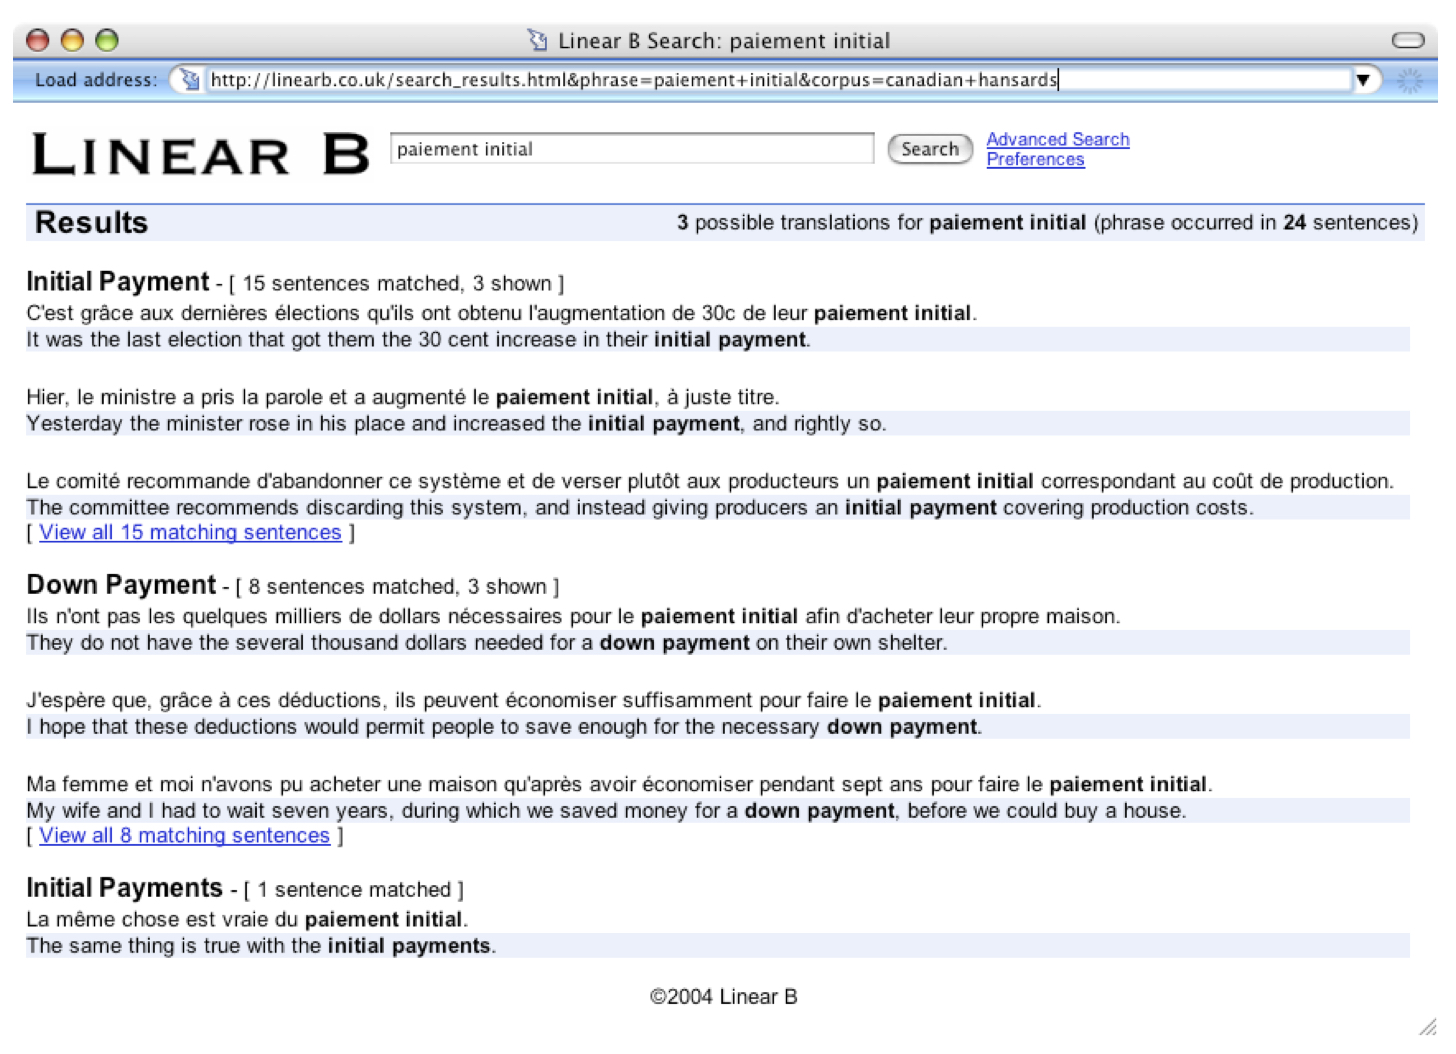 Linear B Search: paiement initial
Load address: http://linearb.co.uk/search_results.html&phrase=paiement+initial&corpus=canadian+hansards
LINEAR B paiement initial Search Advanced Search
Preferences
Results 3 possible translations for paiement initial (phrase occurred in 24 sentences)
Initial Payment - [ 15 sentences matched, 3 shown ]
C'est grâce aux dernières élections qu'ils ont obtenu l'augmentation de 30c de leur paiement initial.
It was the last election that got them the 30 cent increase in their initial payment.
Hier, le ministre a pris la parole et a augmenté le paiement initial, à juste titre.
Yesterday the minister rose in his place and increased the initial payment, and rightly so.
Le comité recommande d'abandonner ce système et de verser plutôt aux producteurs un paiement initial correspondant au coût de production.
The committee recommends discarding this system, and instead giving producers an initial payment covering production costs.
[ View all 15 matching sentences ]
Down Payment - [ 8 sentences matched, 3 shown ]
Ils n'ont pas les quelques milliers de dollars nécessaires pour le paiement initial afin d'acheter leur propre maison.
They do not have the several thousand dollars needed for a down payment on their own shelter.
J'espère que, grâce à ces déductions, ils peuvent économiser suffisamment pour faire le paiement initial.
I hope that these deductions would permit people to save enough for the necessary down payment.
Ma femme et moi n'avons pu acheter une maison qu'après avoir économiser pendant sept ans pour faire le paiement initial.
My wife and I had to wait seven years, during which we saved money for a down payment, before we could buy a house.
[ View all 8 matching sentences ]
Initial Payments - [ 1 sentence matched ]
La même chose est vraie du paiement initial.
The same thing is true with the initial payments.
©2004 Linear B